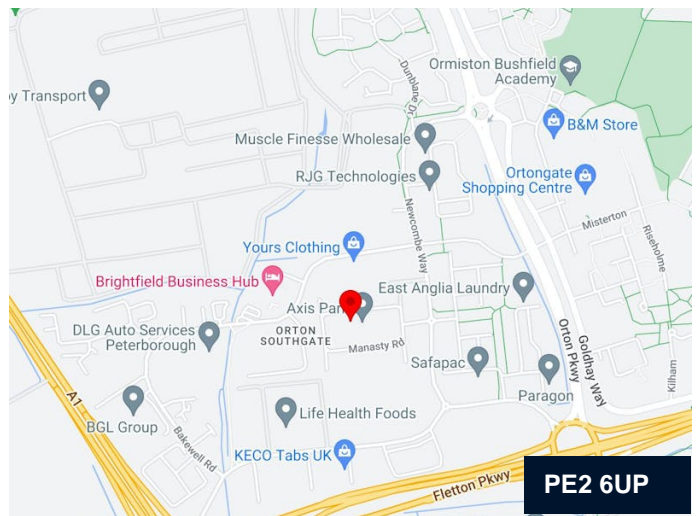 Ormiston Bushfield
Academy
y Transport
Dunblane Dr
B&M Store
Muscle Finesse Wholesale
RJG Technologies
Ortongate
Shopping Centre
Newcombe Way
Misterton
Riseholme
Yours Clothing
Brightfield Business Hub
East Anglia Laundry
Axis Par
ORTON
SOUTHGATE
DLG Auto Services
Peterborough
Manasty Rd
Orton Pkwy
Goldhay Way
Safapac
Kilham
Paragon
A1
BGL Group
Life Health Foods
Bakewell Rd
KECO Tabs UK
Fletton Pkwy
PE2 6UP